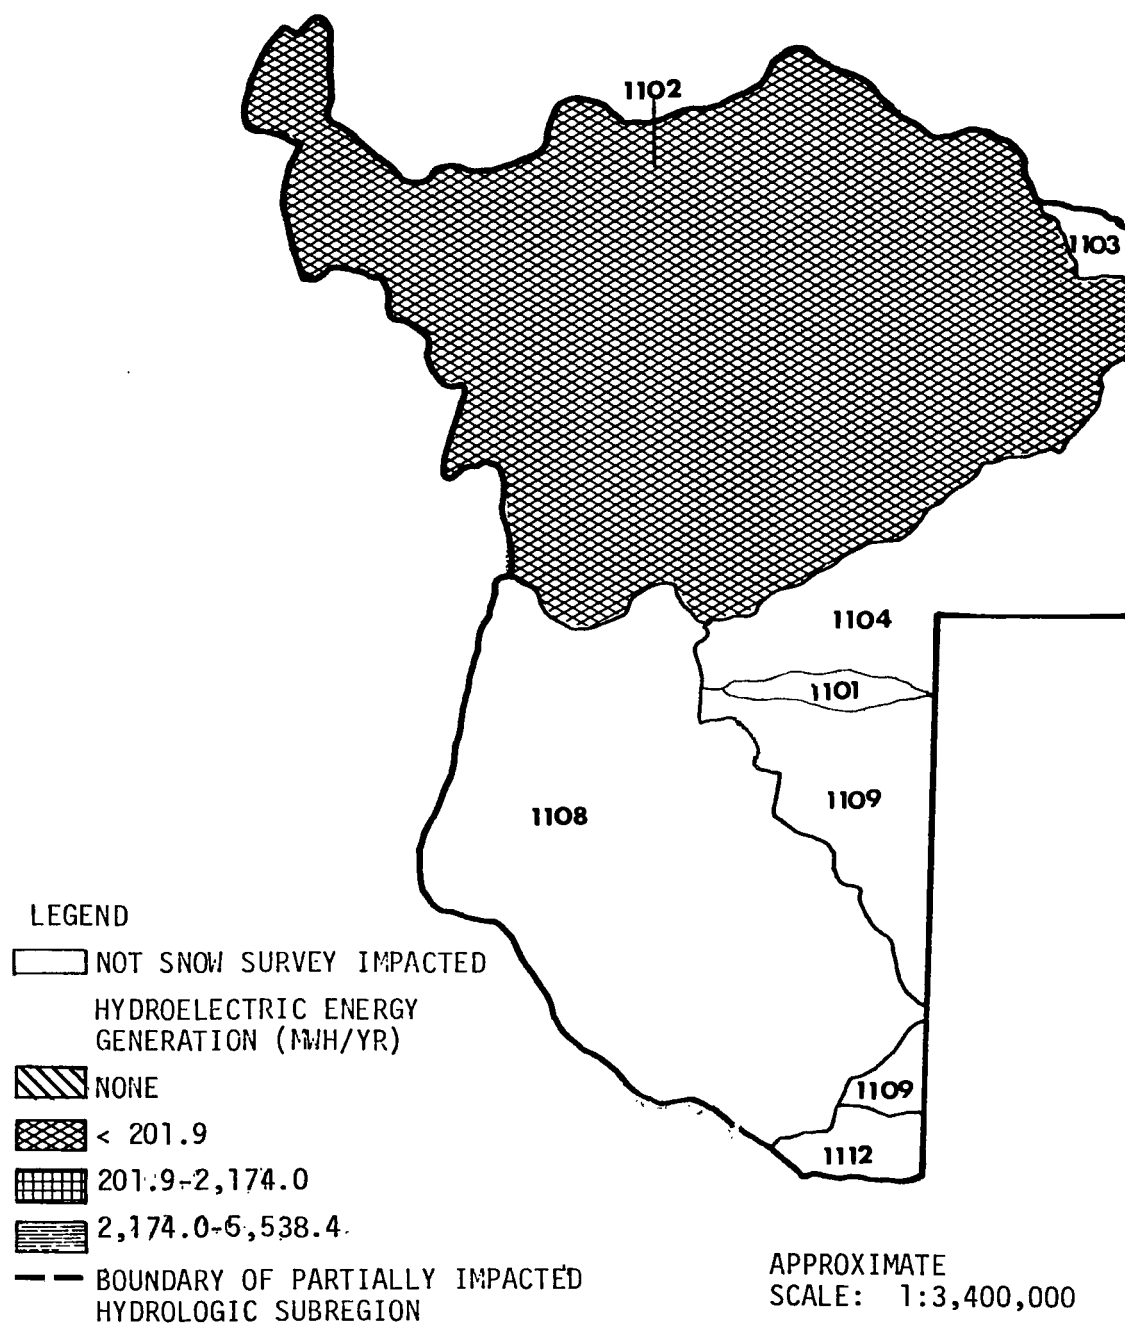 1102
1103
1104
1101
1108
1109
1109
1112
LEGEND
NOT SNOW SURVEY IMPACTED
HYDROELECTRIC ENERGY
GENERATION (MWH/YR)
NONE
< 201.9
201.9-2,174.0
2,174.0-6,538.4
BOUNDARY OF PARTIALLY IMPACTED
HYDROLOGIC SUBREGION
APPROXIMATE
SCALE: 1:3,400,000